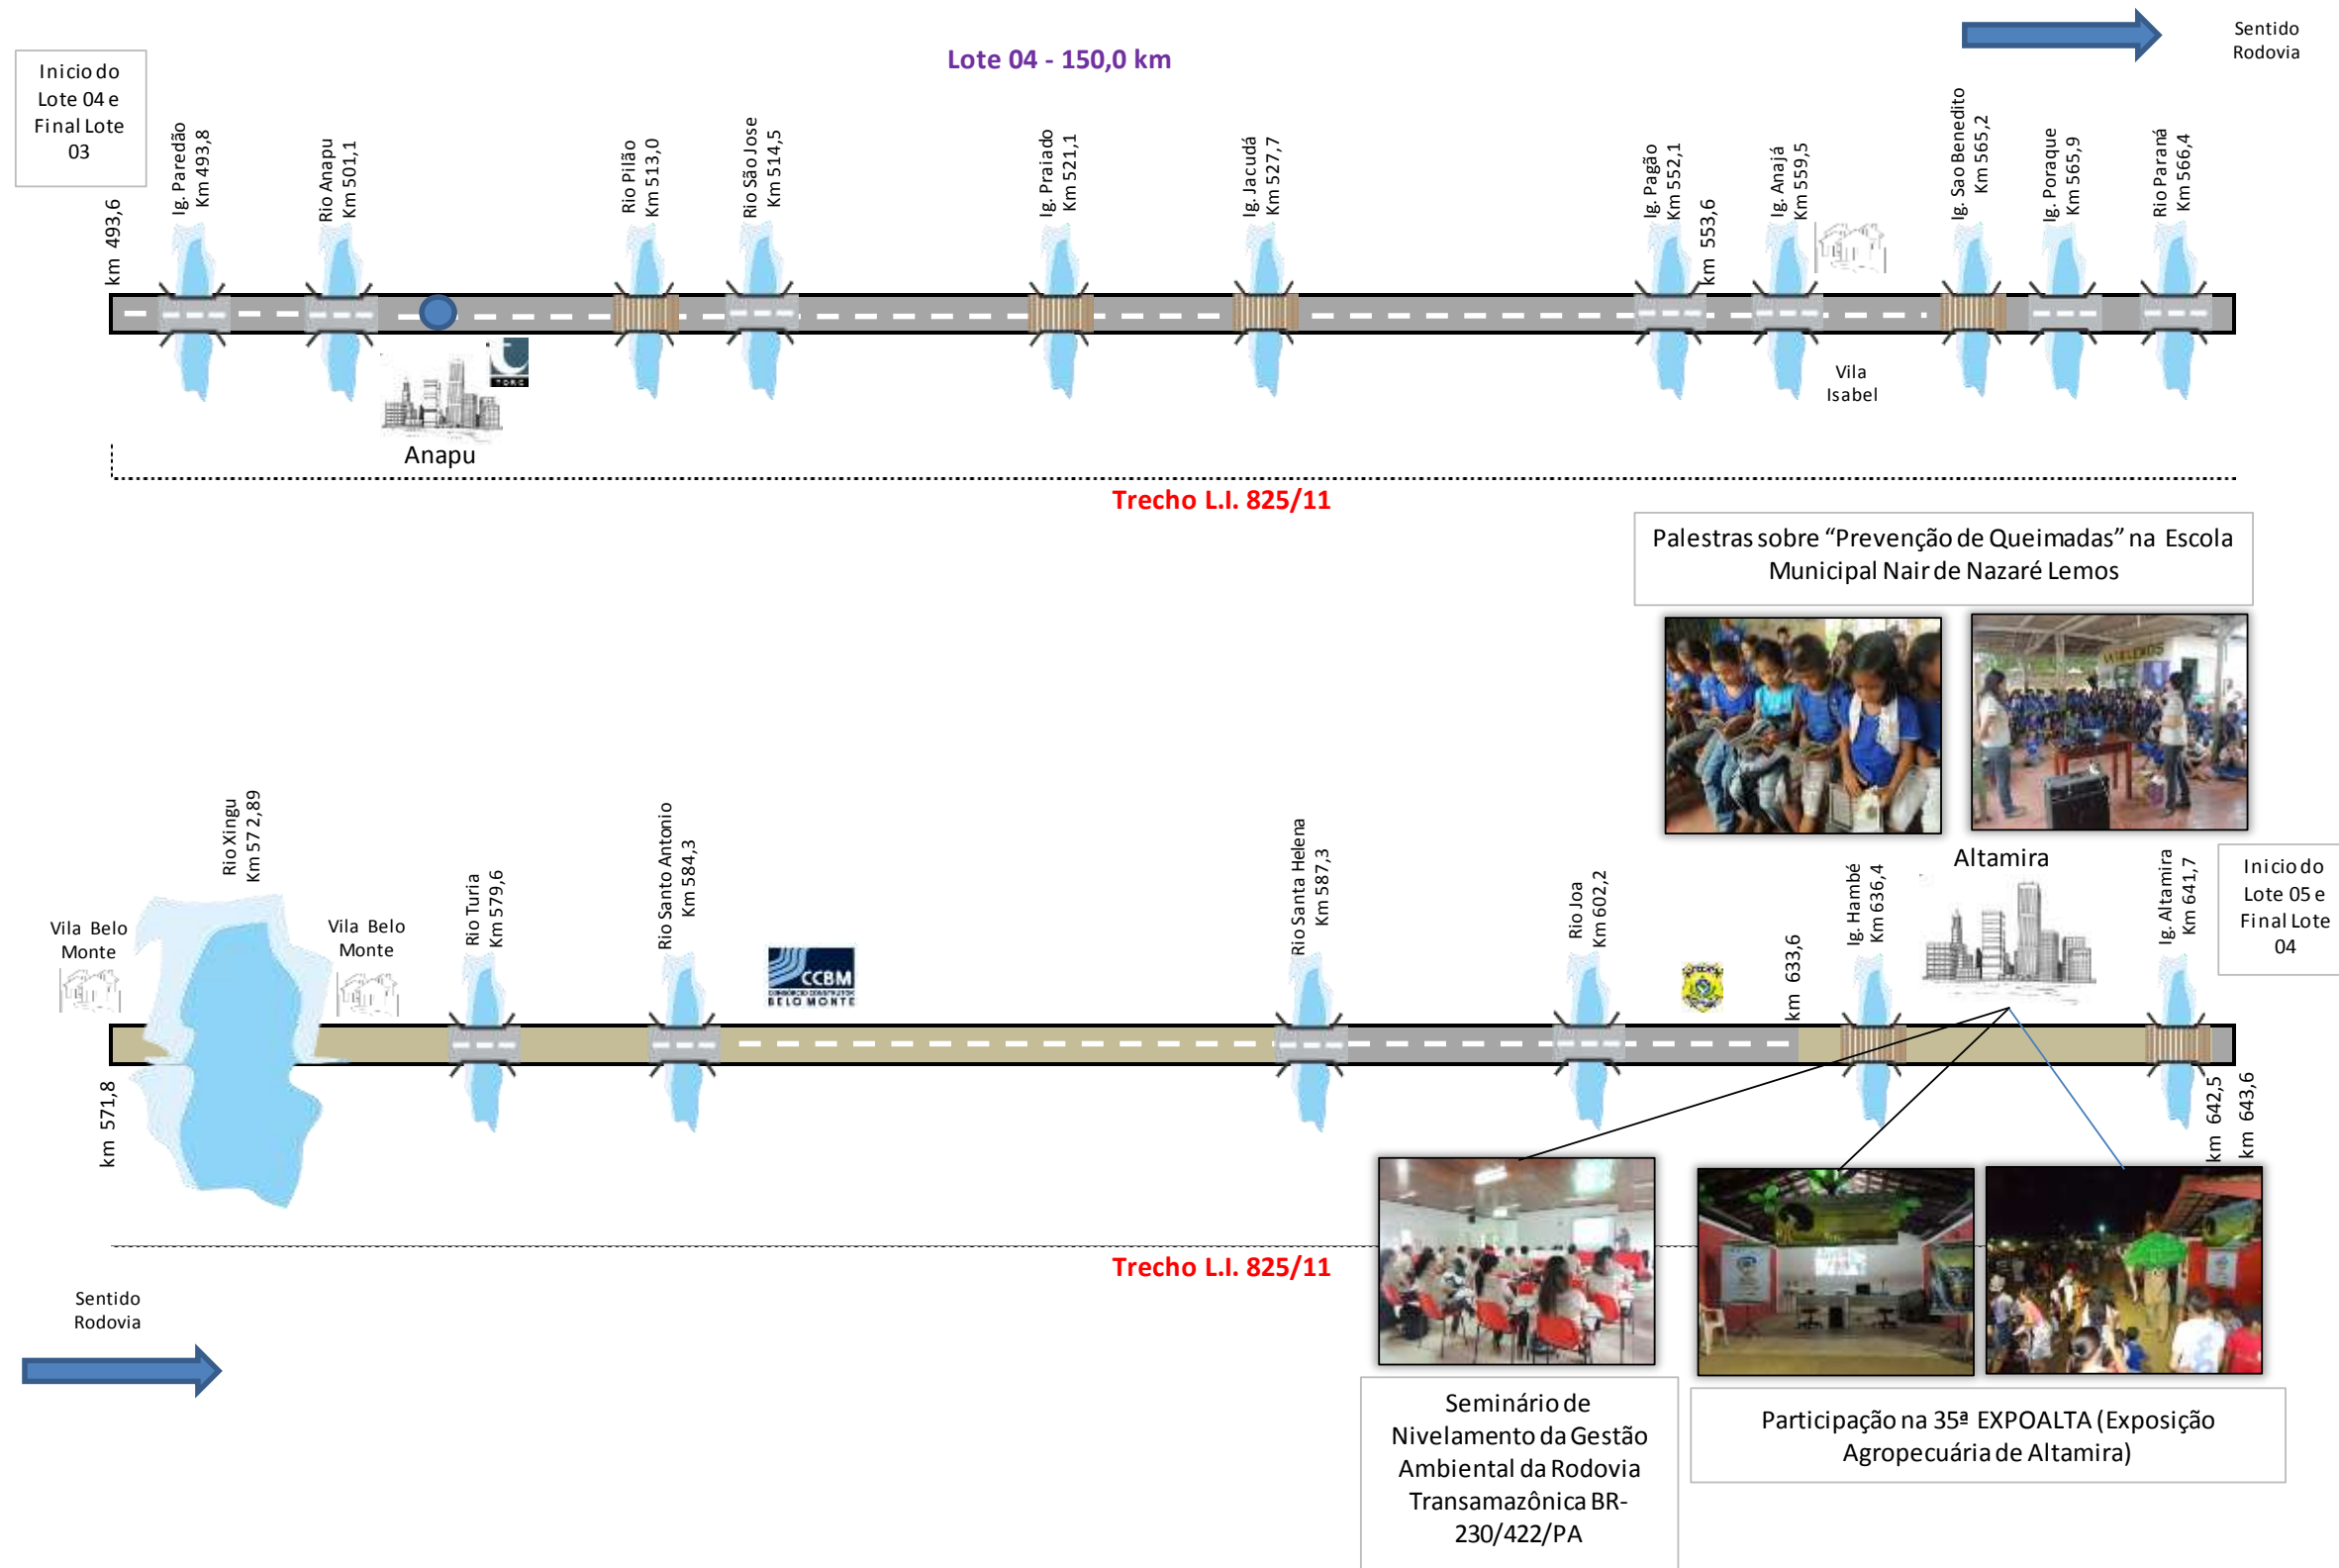 Lote 04 - 150,0 km
Sentido
Rodovia
Inicio do
Lote 04 e
Final Lote
03
km 493,6
Ig. Paredão
Km 493,8
Rio Anapu
Km 501,1
Rio Pilão
Km 513,0
Rio São Jose
Km 514,5
Ig. Praiado
Km 521,1
Ig. Jacudá
Km 527,7
Ig. Pagão
Km 552,1
km 553,6
Ig. Anajá
Km 559,5
Ig. Sao Benedito
Km 565,2
Ig. Poraque
Km 565,9
Rio Paraná
Km 566,4
Vila
Isabel
Anapu
Trecho L.I. 825/11
Palestras sobre “Prevenção de Queimadas” na Escola
Municipal Nair de Nazaré Lemos
Vila Belo
Monte
Rio Xingu
Km 57 2,89
Vila Belo
Monte
Rio Turia
Km 579,6
Rio Santo Antonio
Km 584,3
CCBM
CONSÓRCIO CONSTRUTOR
BELO MONTE
Rio Santa Helena
Km 587,3
Rio Joa
Km 602,2
km 633,6
Ig. Hambé
Km 636,4
Altamira
Ig. Altamira
Km 641,7
Inicio do
Lote 05 e
Final Lote
04
km 571,8
km 642,5
km 643,6
Trecho L.I. 825/11
Sentido
Rodovia
Seminário de
Nivelamento da Gestão
Ambiental da Rodovia
Transamazônica BR-
230/422/PA
Participação na 35ª EXPOALTA (Exposição
Agropecuária de Altamira)